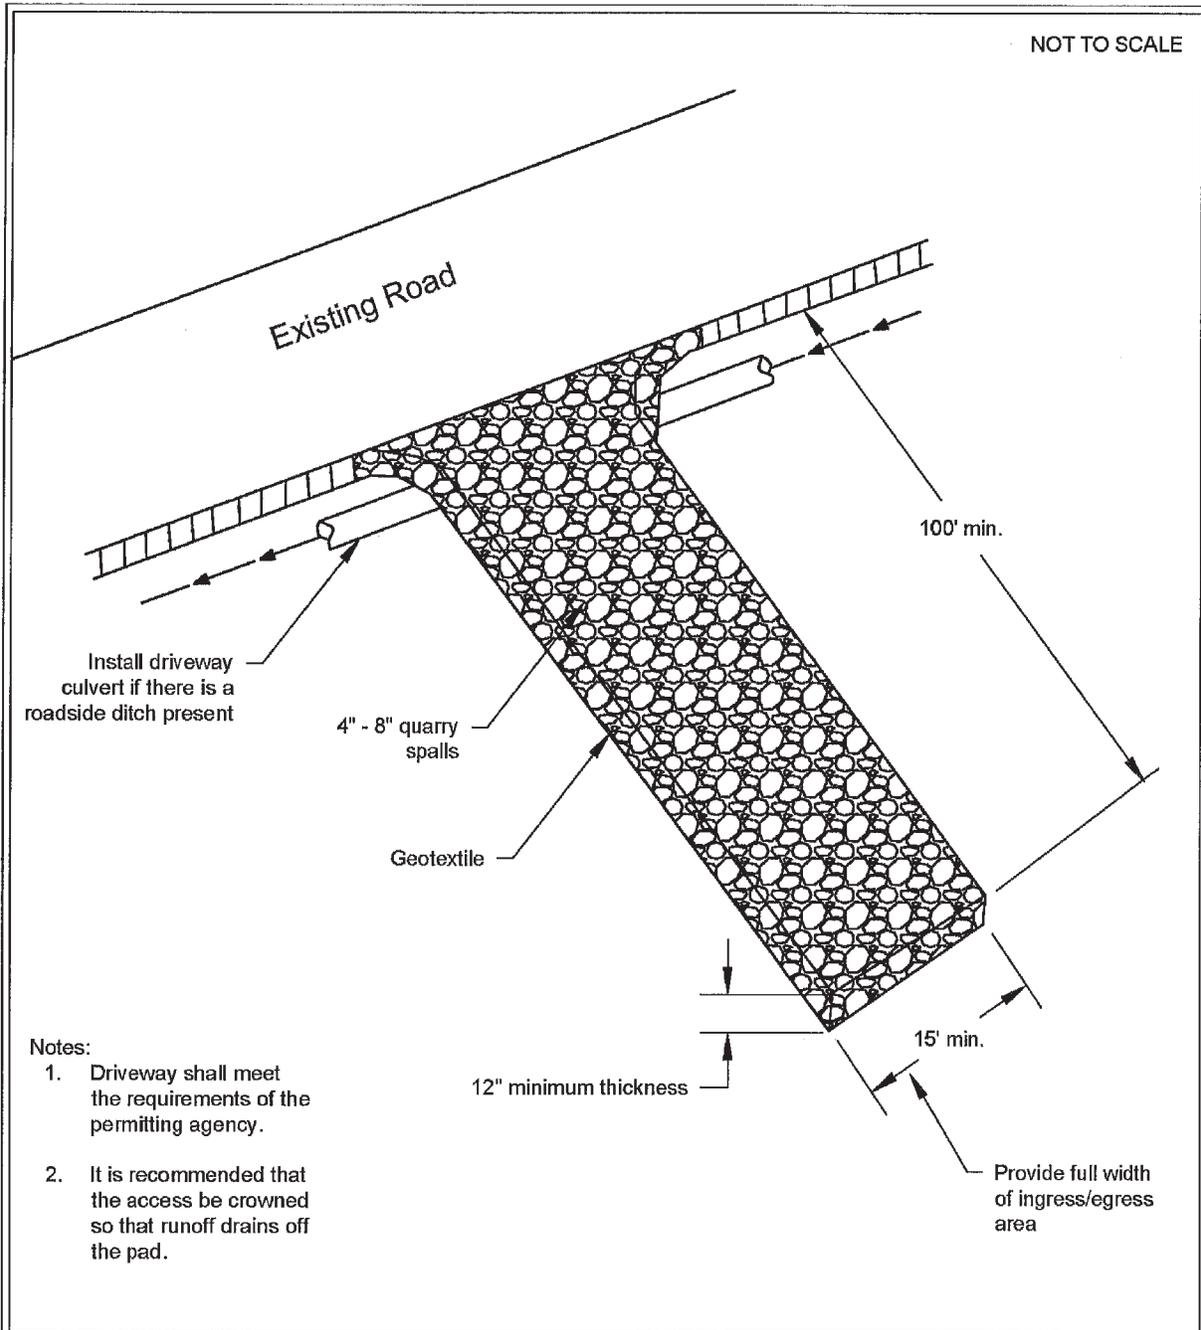 NOT TO SCALE
Existing Road
100' min.
Install driveway
culvert if there is a
roadside ditch present
4" - 8" quarry
spalls
Geotextile
15' min.
12" minimum thickness
Provide full width
of ingress/egress
area
Notes:
1. Driveway shall meet
the requirements of the
permitting agency.
2. It is recommended that
the access be crowned
so that runoff drains off
the pad.